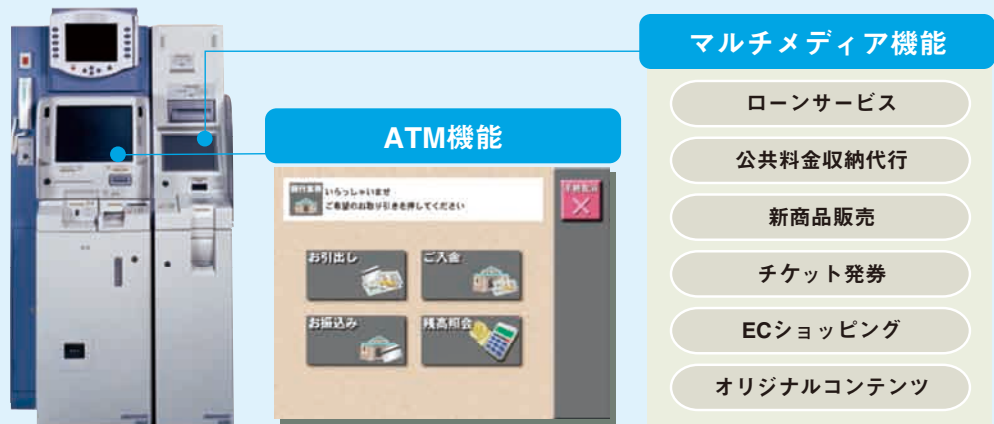 マルチメディア機能
ローンサービス
公共料金収納代行
新商品販売
チケット発券
ECショッピング
オリジナルコンテンツ
ATM機能
いらっしゃいませ
ご希望のお取り引きを押してください
お引出し
ご入金
お振込み
残高照会